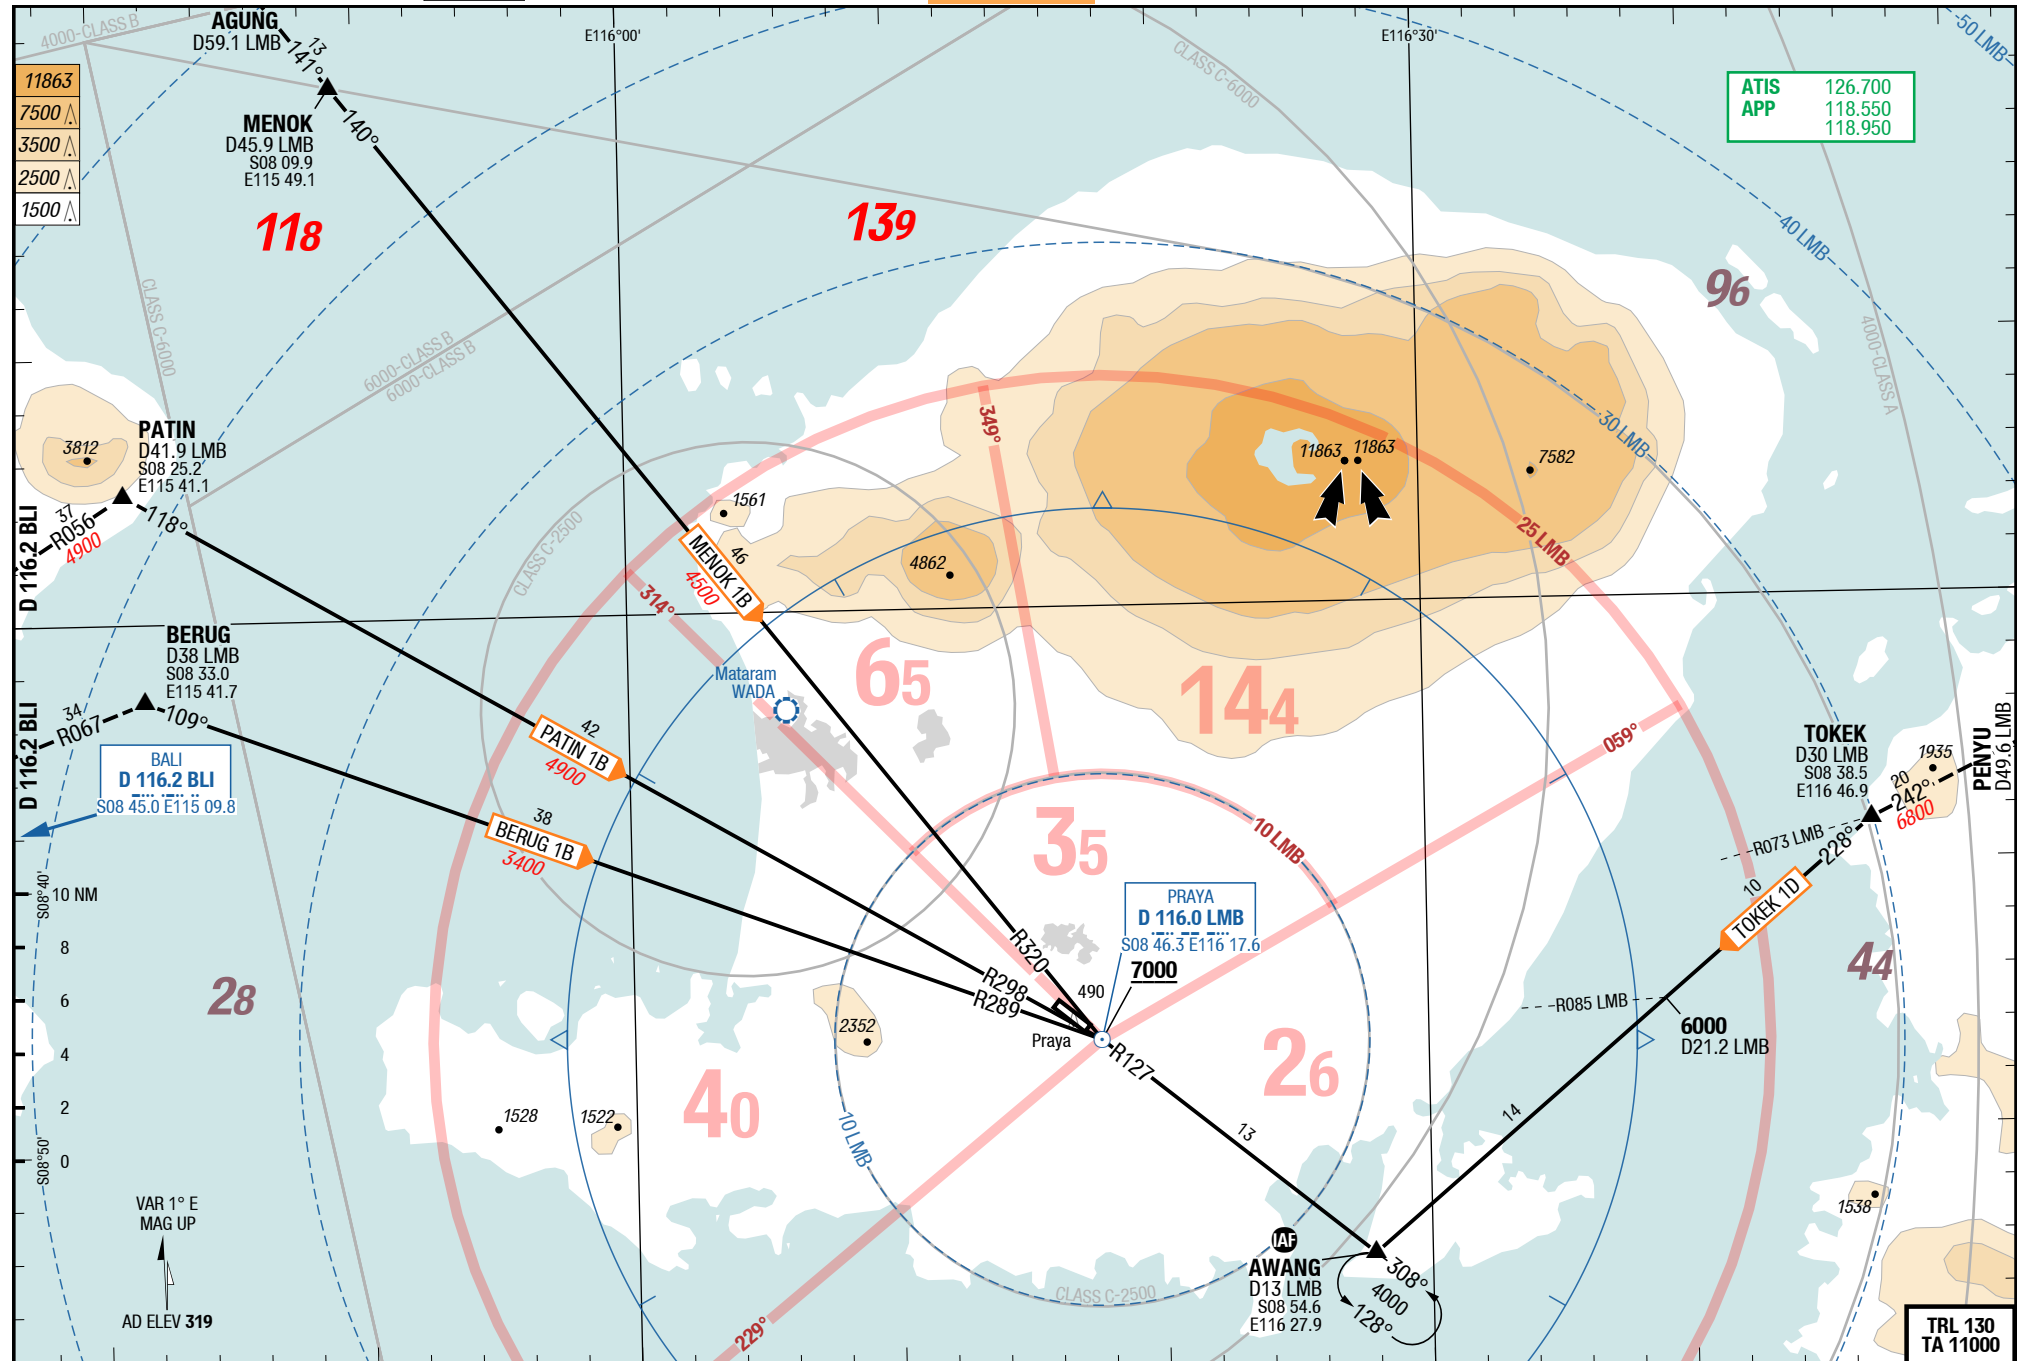 4000-CLASS B
AGUNG
D59.1 LMB
13
141°
E116°00'
E116°30'
CLASS C-6000
50 LMB
11863
7500
3500
2500
1500
MENOK
D45.9 LMB
S08 09.9
E115 49.1
140°
ATIS 126.700
APP 118.550
118.950
118
139
96
40 LMB
CLASS C-6000
6000-CLASS B
6000-CLASS B
4000-CLASS A
30 LMB
3812
PATIN
D41.9 LMB
S08 25.2
E115 41.1
118°
D 116.2 BLI
37
R056
4900
349°
11863
11863
7582
1561
CLASS C-2500
46
MENOK 1B
4500
314°
4862
25 LMB
BERUG
D38 LMB
S08 33.0
E115 41.7
109°
D 116.2 BLI
34
R067
BALI
D 116.2 BLI
S08 45.0 E115 09.8
Mataram
WADA
65
144
059°
42
PATIN 1B
4900
38
BERUG 1B
3400
TOKEK
D30 LMB
S08 38.5
E116 46.9
1935
20
242°
6800
PENYU
D49.6 LMB
R073 LMB
228°
10
TOKEK 1D
35
10 LMB
S08°40'
10 NM
8
6
4
2
0
S08°50'
PRAYA
D 116.0 LMB
S08 46.3 E116 17.6
7000
R320
R298
R289
490
Praya
28
44
R085 LMB
6000
D21.2 LMB
2352
R127
26
40
1528
1522
10 LMB
13
14
1538
VAR 1° E
MAG UP
AD ELEV 319
IAF
AWANG
D13 LMB
S08 54.6
E116 27.9
308°
4000
128°
CLASS C-2500
229°
TRL 130
TA 11000